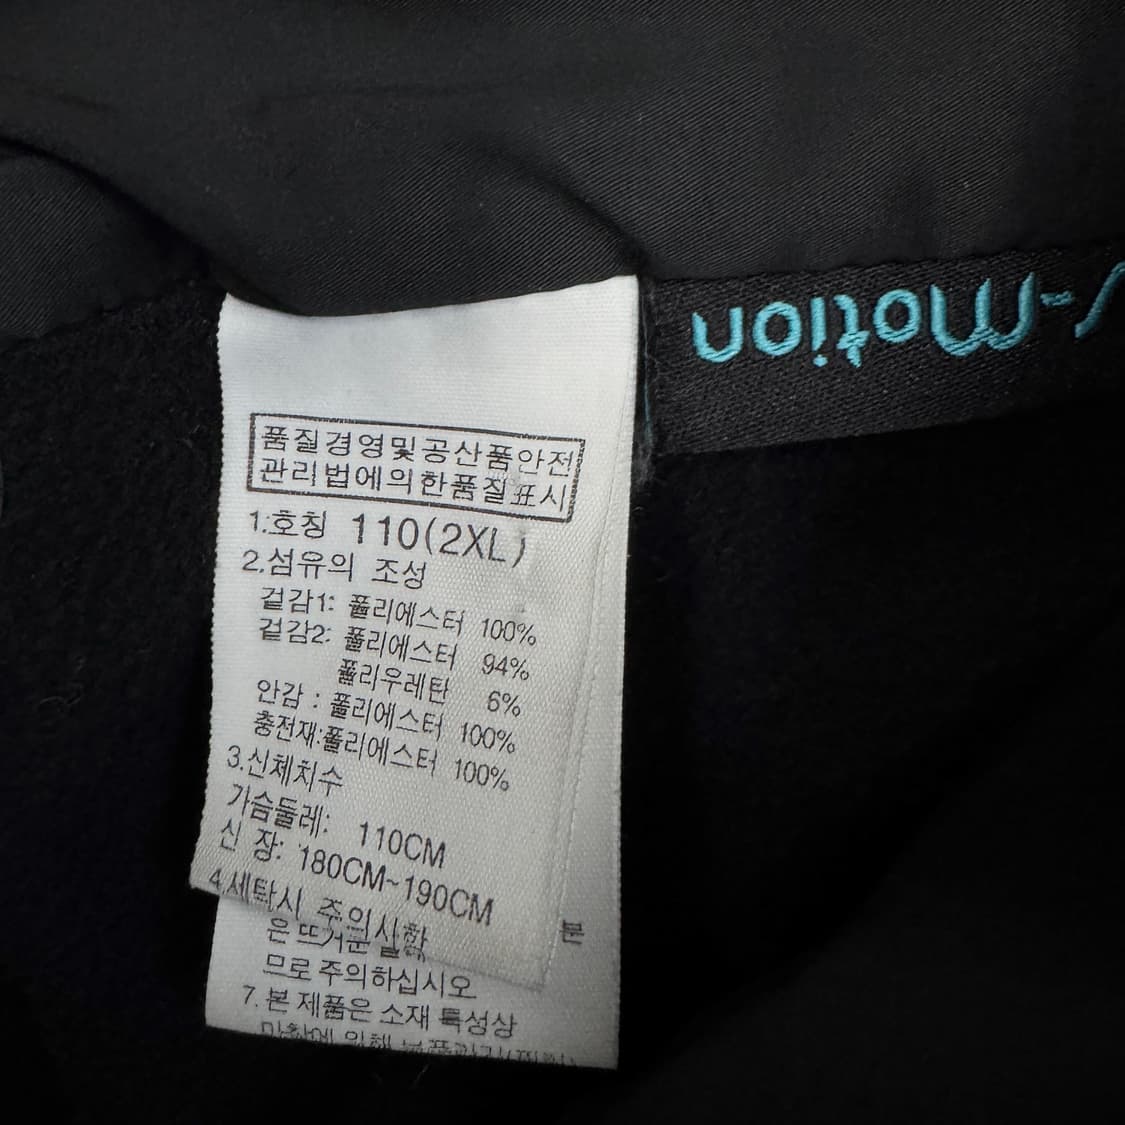 품질경영및공산품안전
관리법에의한품질표시
1.호칭 110(2XL)
2.섬유의 조성
겉감1: 폴리에스터 100%
겉감2: 폴리에스터 94%
폴리우레탄 6%
안감 : 폴리에스터 100%
충전재:폴리에스터 100%
3.신체치수
가슴둘레: 110CM
신 장: 180CM~190CM
4.세탁시 주의사항
은 뜨거운
므로 주의하십시오
7. 본 제품은 소재 특성상
분
-Motion